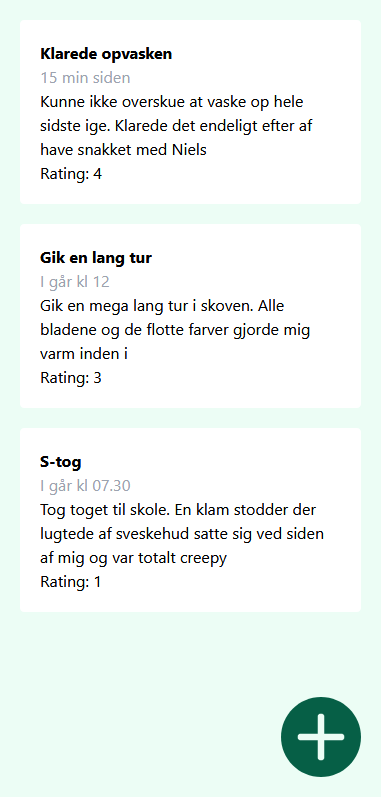 Klarede opvasken
15 min siden
Kunne ikke overskue at vaske op hele
sidste ige. Klarede det endeligt efter af
have snakket med Niels
Rating: 4
Gik en lang tur
I går kl 12
Gik en mega lang tur i skoven. Alle
bladene og de flotte farver gjorde mig
varm inden i
Rating: 3
S-tog
I går kl 07.30
Tog toget til skole. En klam stodder der
lugtede af sveskehud satte sig ved siden
af mig og var totalt creepy
Rating: 1